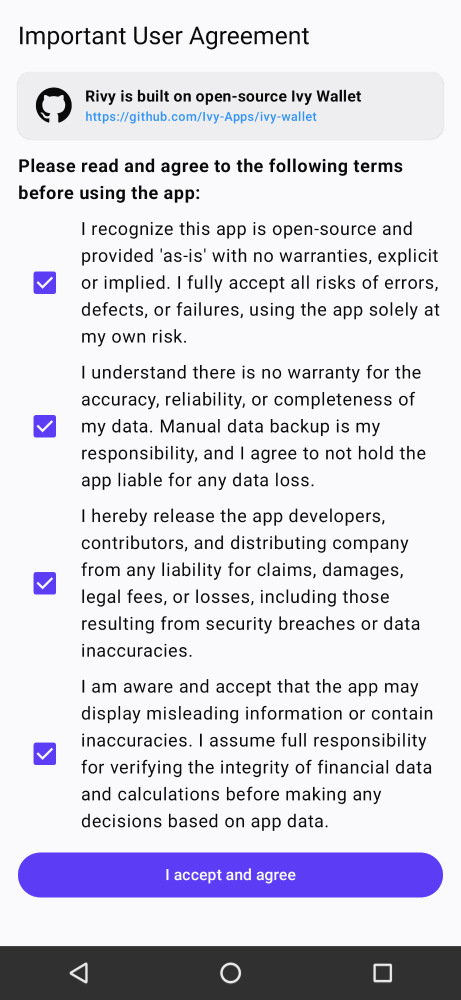 Important User Agreement
Rivy is built on open-source Ivy Wallet
https://github.com/Ivy-Apps/ivy-wallet
Please read and agree to the following terms
before using the app:
I recognize this app is open-source and
provided 'as-is' with no warranties, explicit
or implied. I fully accept all risks of errors,
defects, or failures, using the app solely at
my own risk.
I understand there is no warranty for the
accuracy, reliability, or completeness of
my data. Manual data backup is my
responsibility, and I agree to not hold the
app liable for any data loss.
I hereby release the app developers,
contributors, and distributing company
from any liability for claims, damages,
legal fees, or losses, including those
resulting from security breaches or data
inaccuracies.
I am aware and accept that the app may
display misleading information or contain
inaccuracies. I assume full responsibility
for verifying the integrity of financial data
and calculations before making any
decisions based on app data.
I accept and agree